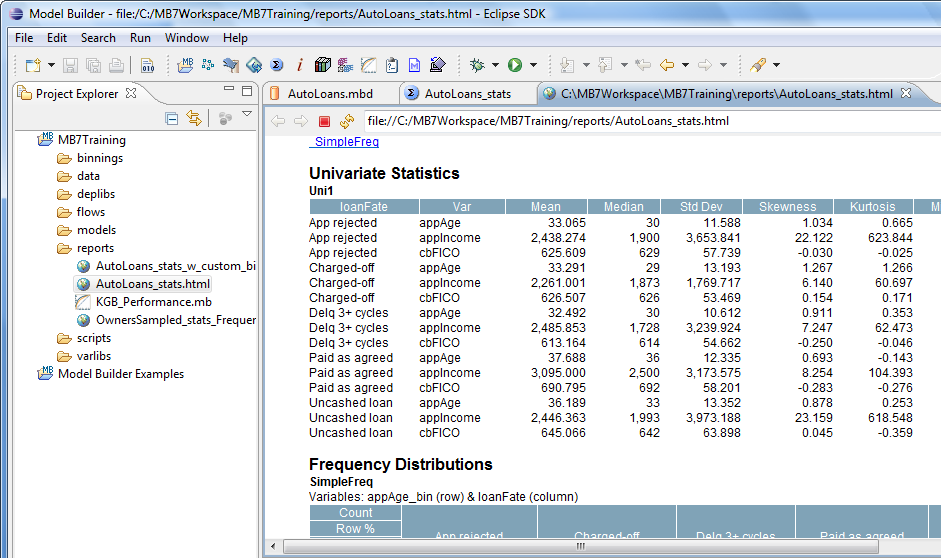 Model Builder - file:/C:/MB7Workspace/MB7Training/reports/AutoLoans_stats.html - Eclipse SDK
File Edit Search Run Window Help
Project Explorer
AutoLoans.mbd
AutoLoans_stats
C:\MB7Workspace\MB7Training\reports\AutoLoans_stats.html
file://C:/MB7Workspace/MB7Training/reports/AutoLoans_stats.html
MB7Training
binnings
data
deplibs
flows
models
reports
AutoLoans_stats_w_custom_bi
AutoLoans_stats.html
KGB_Performance.mb
OwnersSampled_stats_Frequer
scripts
varlibs
Model Builder Examples
SimpleFreq
Univariate Statistics
Uni1
loanFate Var Mean Median Std Dev Skewness Kurtosis M
App rejected appAge 33.065 30 11.588 1.034 0.665
App rejected appIncome 2,438.274 1,900 3,653.841 22.122 623.844
App rejected cbFICO 625.609 629 57.739 -0.030 -0.025
Charged-off appAge 33.291 29 13.193 1.267 1.266
Charged-off appIncome 2,261.001 1,873 1,769.717 6.140 60.697
Charged-off cbFICO 626.507 626 53.469 0.154 0.171
Delq 3+ cycles appAge 32.492 30 10.612 0.911 0.353
Delq 3+ cycles appIncome 2,485.853 1,728 3,239.924 7.247 62.473
Delq 3+ cycles cbFICO 613.164 614 54.662 -0.250 -0.046
Paid as agreed appAge 37.688 36 12.335 0.693 -0.143
Paid as agreed appIncome 3,095.000 2,500 3,173.575 8.254 104.393
Paid as agreed cbFICO 690.795 692 58.201 -0.283 -0.276
Uncashed loan appAge 36.189 33 13.352 0.878 0.253
Uncashed loan appIncome 2,446.363 1,993 3,973.188 23.159 618.548
Uncashed loan cbFICO 645.066 642 63.898 0.045 -0.359
Frequency Distributions
SimpleFreq
Variables: appAge_bin (row) & loanFate (column)
Count
Row %
App rejected Charged-off Delq 3+ cycles Paid as agreed